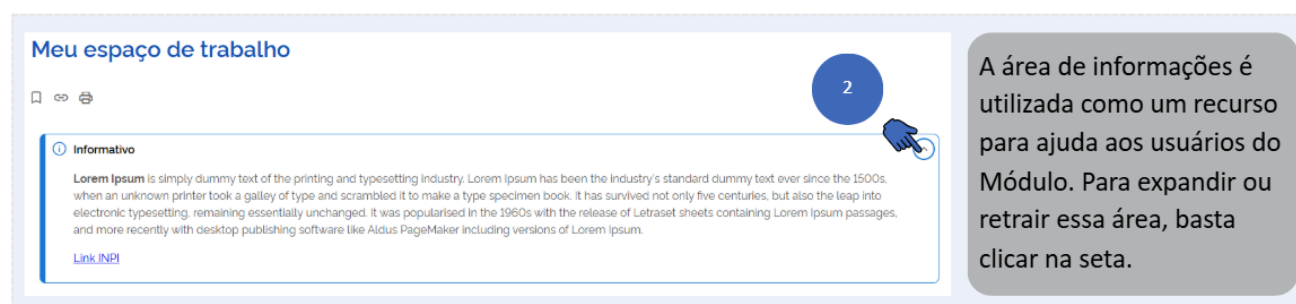 Meu espaço de trabalho
2
Informativo
Lorem Ipsum is simply dummy text of the printing and typesetting industry. Lorem Ipsum has been the industry's standard dummy text ever since the 1500s,
when an unknown printer took a galley of type and scrambled it to make a type specimen book. It has survived not only five centuries, but also the leap into
electronic typesetting, remaining essentially unchanged. It was popularised in the 1960s with the release of Letraset sheets containing Lorem Ipsum passages,
and more recently with desktop publishing software like Aldus PageMaker including versions of Lorem Ipsum.
Link INPI
A área de informações é
utilizada como um recurso
para ajuda aos usuários do
Módulo. Para expandir ou
retrair essa área, basta
clicar na seta.